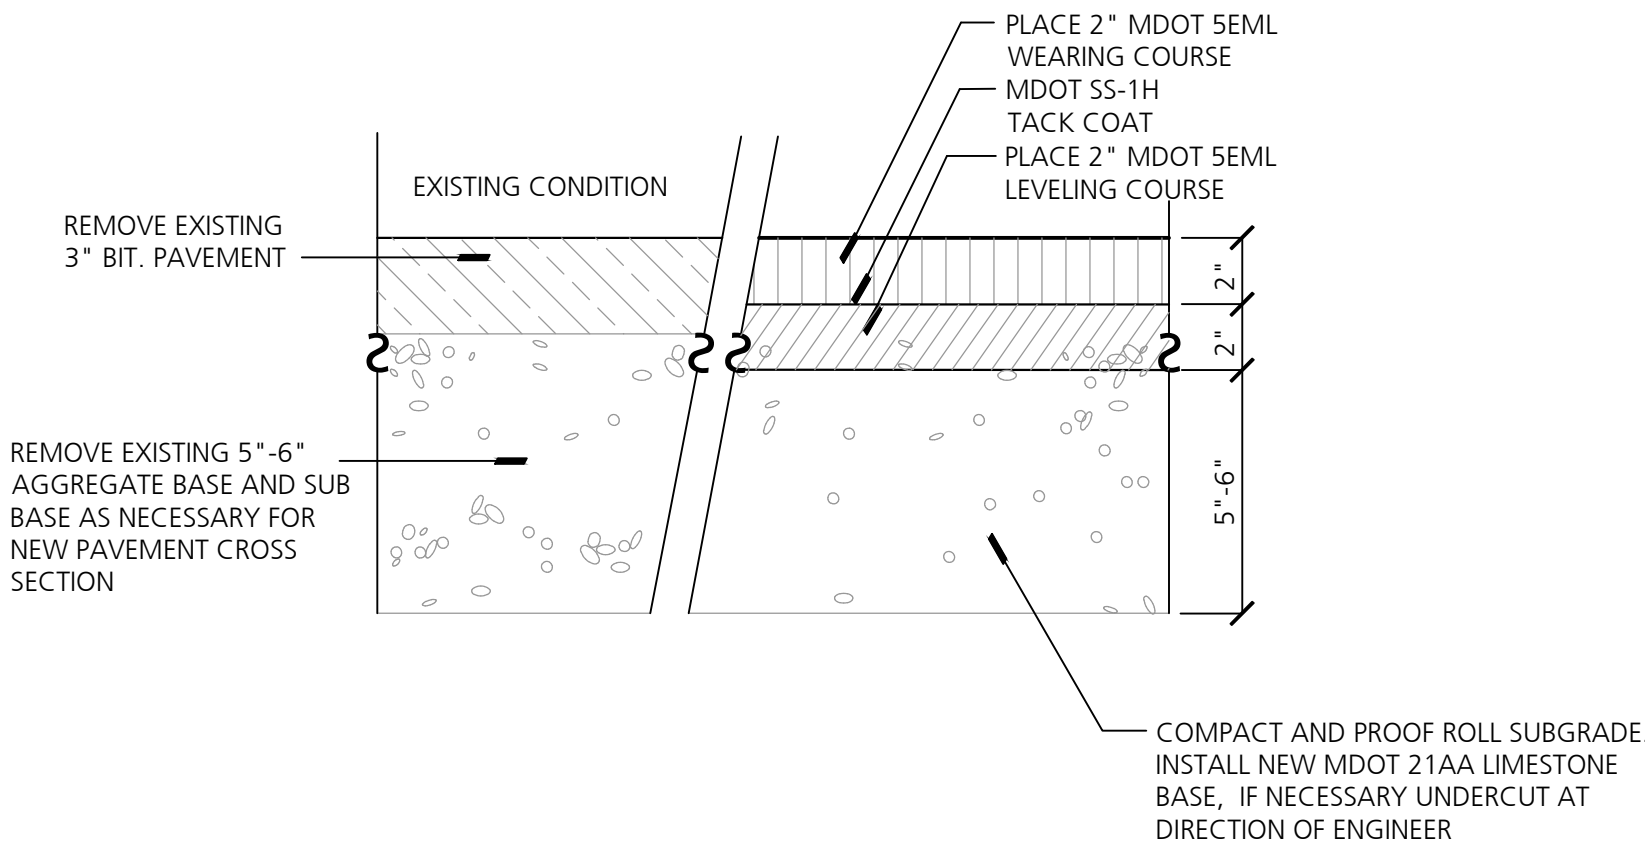 PLACE 2" MDOT 5EML
WEARING COURSE
MDOT SS-1H
TACK COAT
PLACE 2" MDOT 5EML
LEVELING COURSE
EXISTING CONDITION
REMOVE EXISTING
3" BIT. PAVEMENT
2"
2"
REMOVE EXISTING 5"-6"
AGGREGATE BASE AND SUB
BASE AS NECESSARY FOR
NEW PAVEMENT CROSS
SECTION
5"-6"
COMPACT AND PROOF ROLL SUBGRADE.
INSTALL NEW MDOT 21AA LIMESTONE
BASE, IF NECESSARY UNDERCUT AT
DIRECTION OF ENGINEER